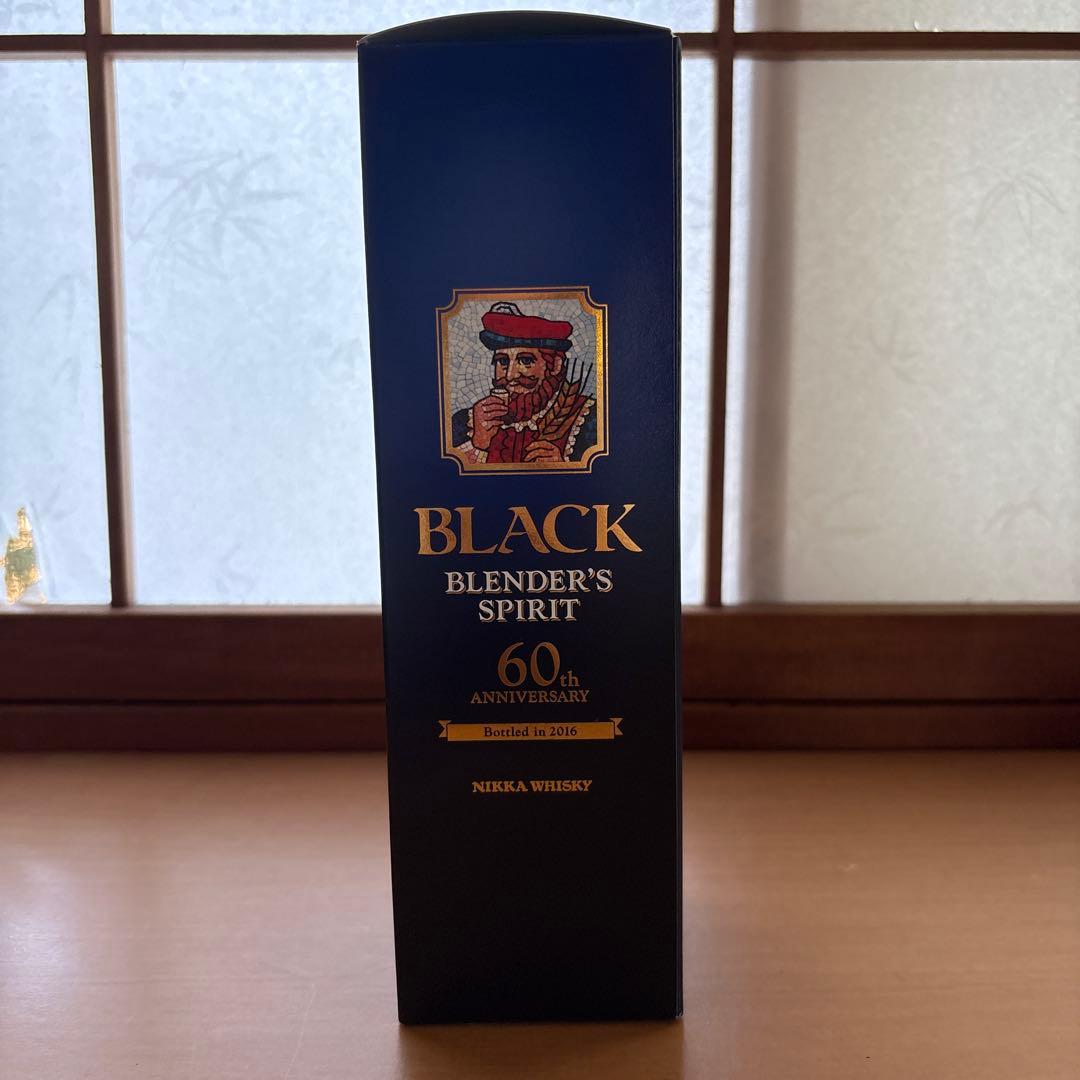 BLACK
BLENDER'S
SPIRIT
60th
ANNIVERSARY
Bottled in 2016
NIKKA WHISKY